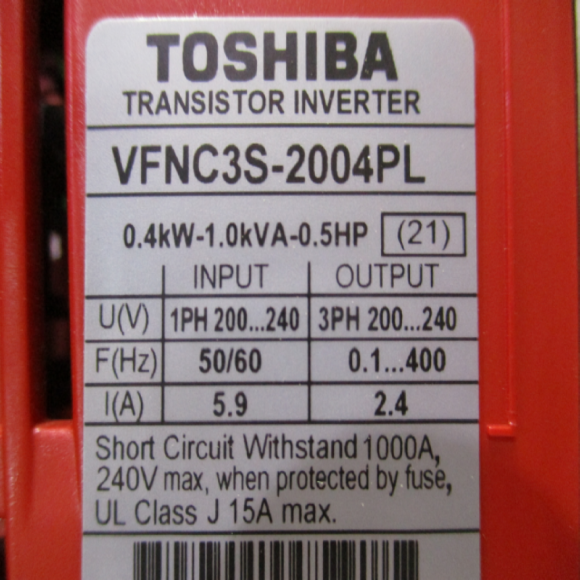 TOSHIBA
TRANSISTOR INVERTER
VFNC3S-2004PL
0.4kW-1.0kVA-0.5HP (21)
INPUT OUTPUT
U(V) 1PH 200...240 3PH 200...240
F(Hz) 50/60 0.1...400
I(A) 5.9 2.4
Short Circuit Withstand 1000A,
240V max, when protected by fuse,
UL Class J 15A max.